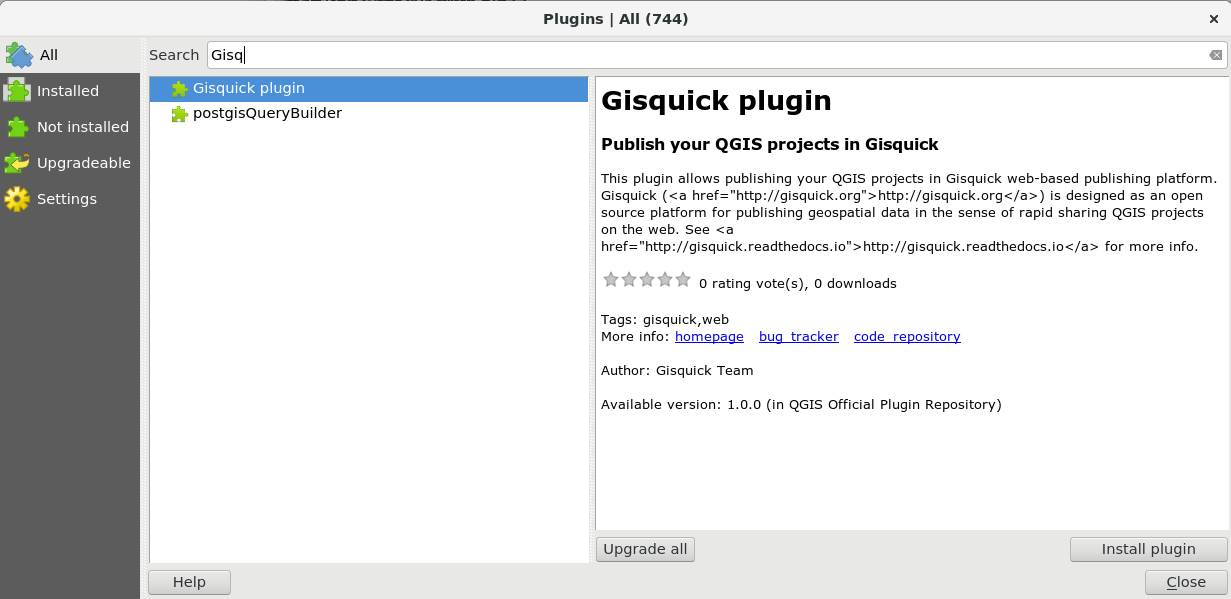 Plugins | All (744)
All
Installed
Not installed
Upgradeable
Settings
Search Gisq
Gisquick plugin
postgisQueryBuilder
Gisquick plugin
Publish your QGIS projects in Gisquick
This plugin allows publishing your QGIS projects in Gisquick web-based publishing platform.
Gisquick (<a href="http://gisquick.org">http://gisquick.org</a>) is designed as an open
source platform for publishing geospatial data in the sense of rapid sharing QGIS projects
on the web. See <a
href="http://gisquick.readthedocs.io">http://gisquick.readthedocs.io</a> for more info.
0 rating vote(s), 0 downloads
Tags: gisquick,web
More info: homepage bug_tracker code_repository
Author: Gisquick Team
Available version: 1.0.0 (in QGIS Official Plugin Repository)
Upgrade all
Install plugin
Help
Close